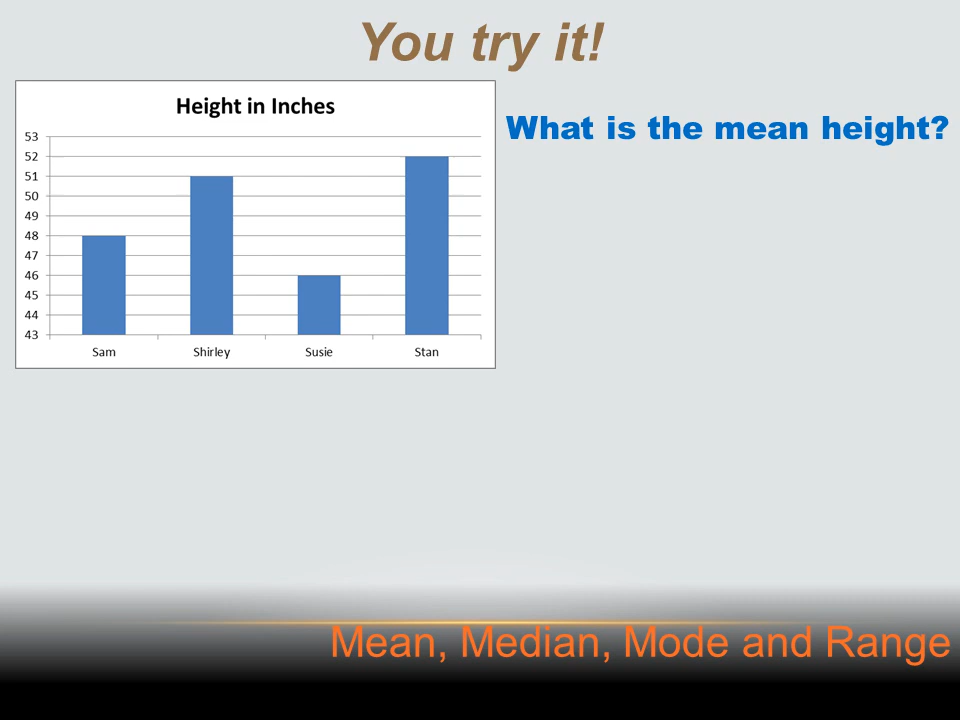 You try it!
Height in Inches
What is the mean height?
53
52
51
50
49
48
47
46
45
44
43
Sam Shirley Susie Stan
Mean, Median, Mode and Range